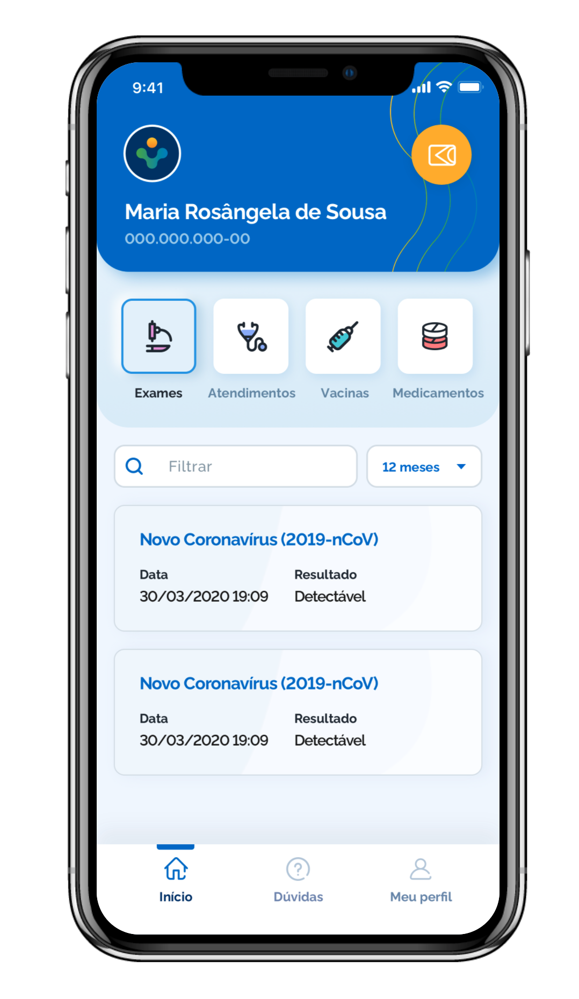 9:41
Maria Rosângela de Sousa
000.000.000-00
Exames Atendimentos Vacinas Medicamentos
Filtrar 12 meses
Novo Coronavírus (2019-nCoV)
Data Resultado
30/03/2020 19:09 Detectável
Novo Coronavírus (2019-nCoV)
Data Resultado
30/03/2020 19:09 Detectável
Início Dúvidas Meu perfil